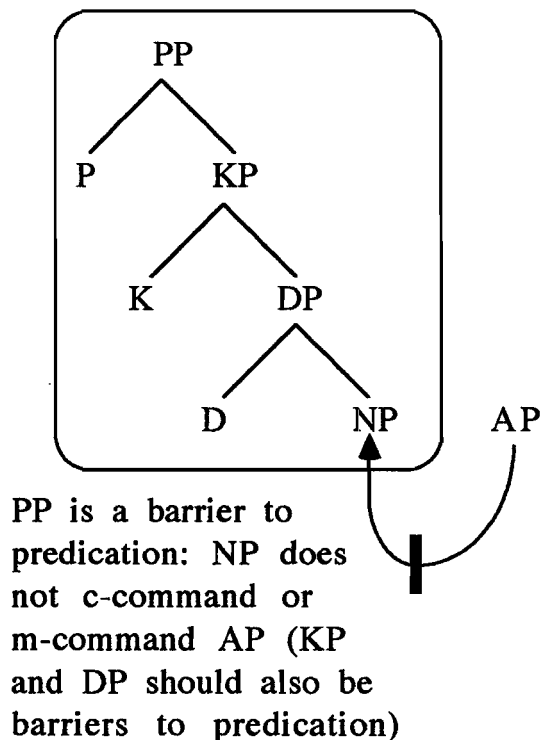 PP
P KP
K DP
D NP AP
PP is a barrier to
predication: NP does
not c-command or
m-command AP (KP
and DP should also be
barriers to predication)